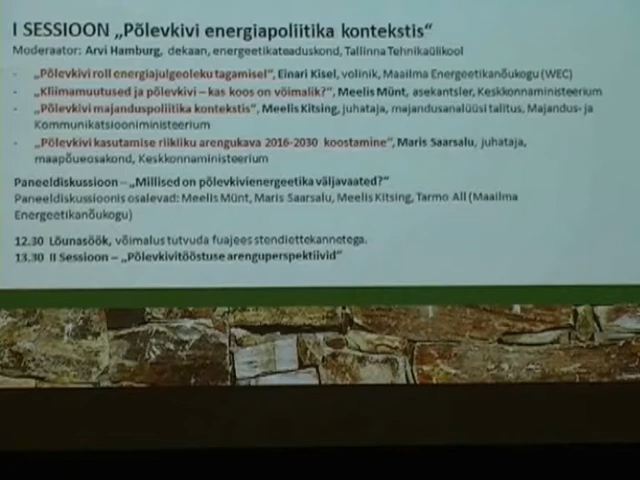 I SESSIOON „Põlevkivi energiapoliitika kontekstis“
Moderaator: Arvi Hamburg, dekaan, energeetikateaduskond, Tallinna Tehnikaülikool
- „Põlevkivi roll energiajulgeoleku tagamisel“, Einari Kisel, volinik, Maailma Energeetikanõukogu (WEC)
- „Kliimamuutused ja põlevkivi – kas koos on võimalik?“, Meelis Münt, asekantsler, Keskkonnaministeerium
- „Põlevkivi majanduspoliitika kontekstis“, Meelis Kitsing, juhataja, majandusanalüüsi talitus, Majandus- ja
Kommunikatsiooniministeerium
- „Põlevkivi kasutamise riikliku arengukava 2016-2030 koostamine“, Maris Saarsalu, juhataja,
maapõueosakond, Keskkonnaministeerium
Paneeldiskussioon – „Millised on põlevkivienergeetika väljavaated?“
Paneeldiskussioonis osalevad: Meelis Münt, Maris Saarsalu, Meelis Kitsing, Tarmo All (Maailma
Energeetikanõukogu)
12.30 Lõunasöök, võimalus tutvuda fuajees stendiettekannetega.
13.30 II Sessioon – „Põlevkivitööstuse arenguperspektiivid“